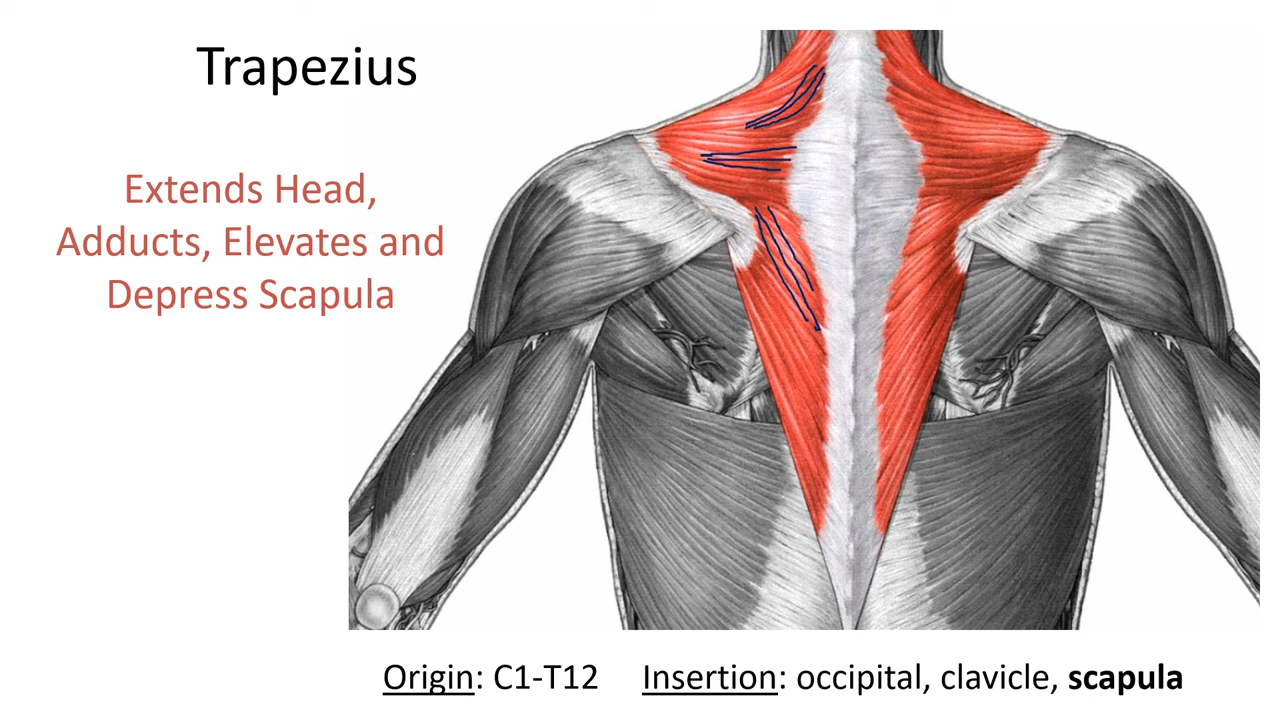 Trapezius
Extends Head,
Adducts, Elevates and
Depress Scapula
Origin: C1-T12 Insertion: occipital, clavicle, scapula